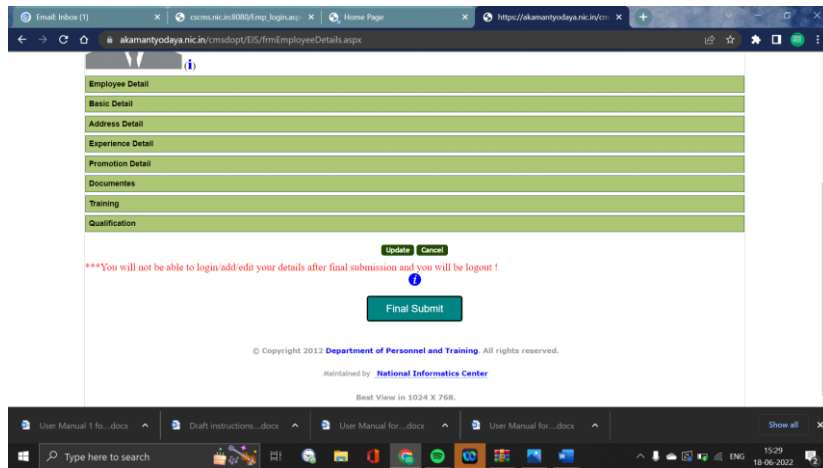 Email: Inbox (1)
cscms.nic.in:8080/Emp_login.asp
Home Page
https://akamantyodaya.nic.in/cm
akamantyodaya.nic.in/cmsdopt/EIS/frmEmployeeDetails.aspx
(i)
Employee Detail
Basic Detail
Address Detail
Experience Detail
Promotion Detail
Documentes
Training
Qualification
Update Cancel
***You will not be able to login/add/edit your details after final submission and you will be logout !
i
Final Submit
© Copyright 2012 Department of Personnel and Training. All rights reserved.
Maintained by National Informatics Center
Best View in 1024 X 768.
User Manual 1 fo....docx Draft instructions....docx User Manual for....docx User Manual for....docx Show all
Type here to search ENG 15:29
18-06-2022 2